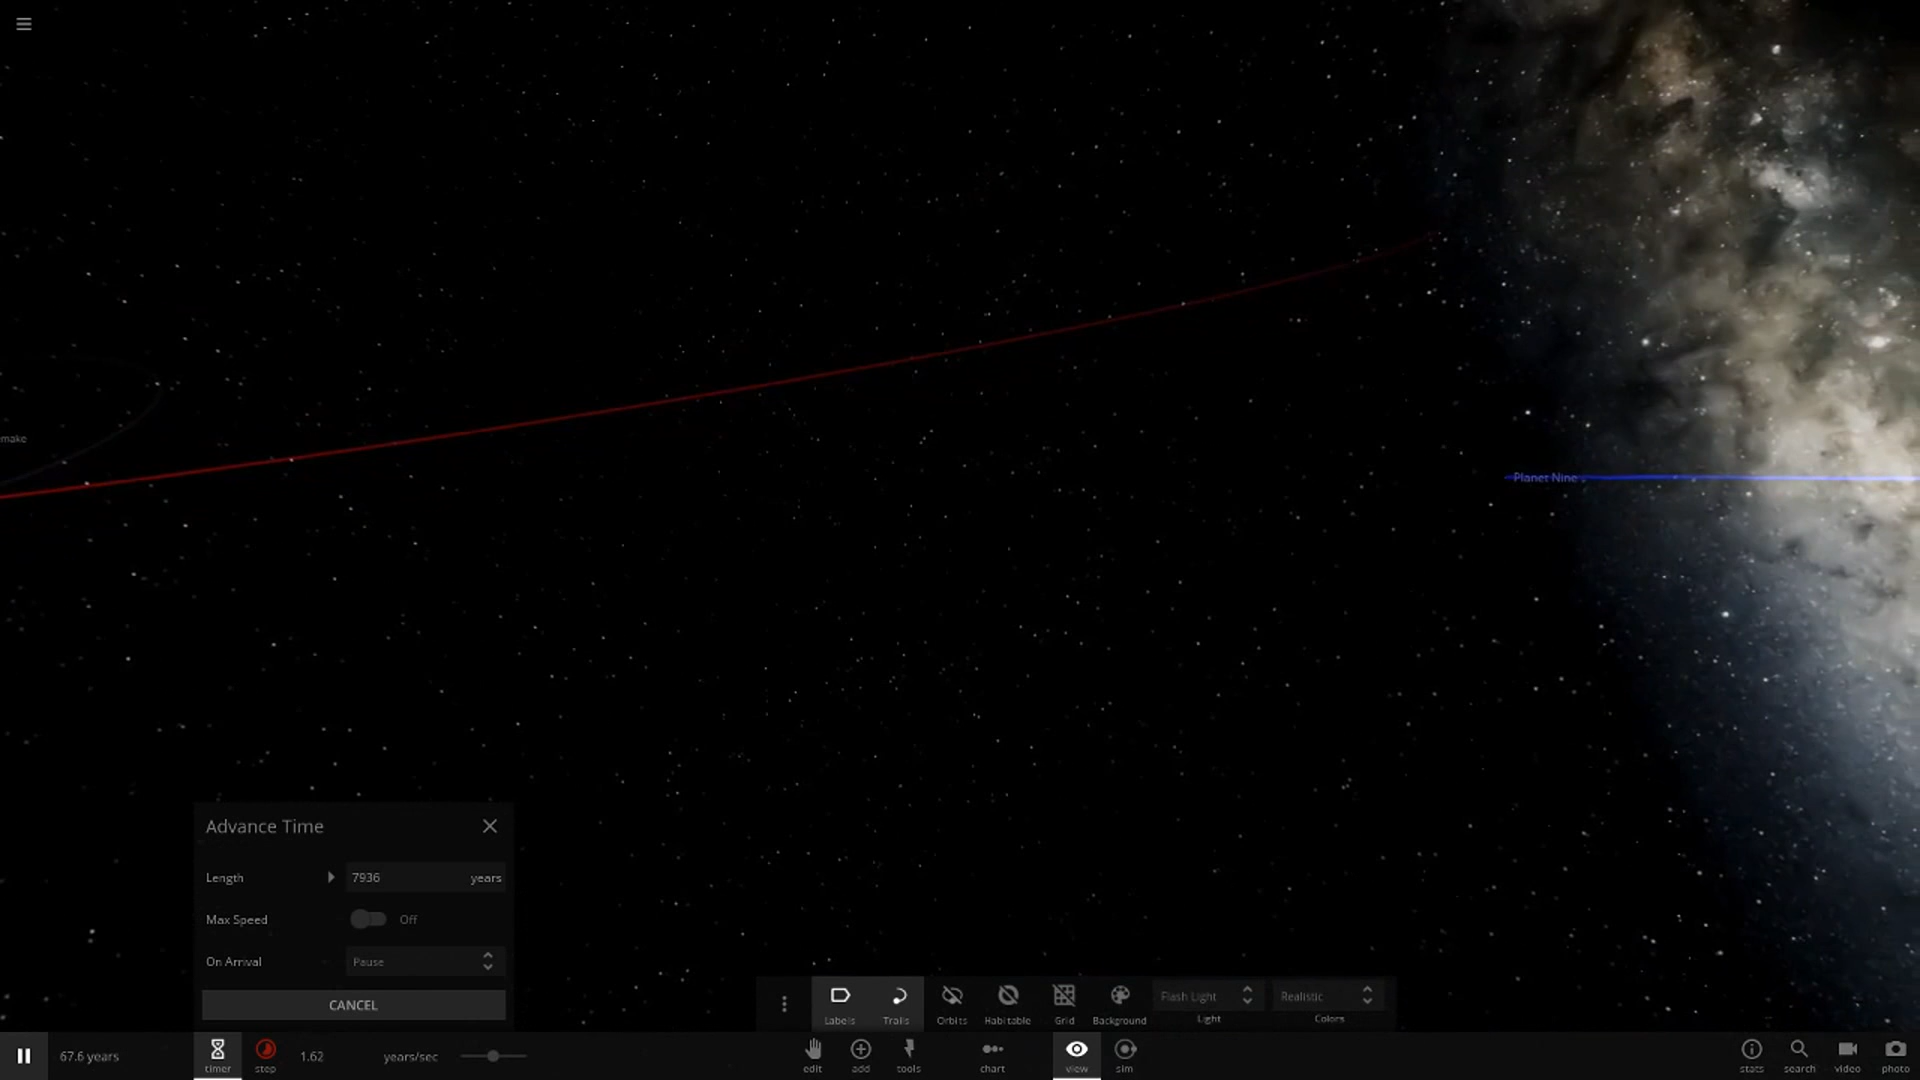 make
Planet Nine
Advance Time
Length 7936 years
Max Speed Off
On Arrival Pause
CANCEL
Labels Trails Orbits Habitable Grid Background Flash Light Light Realistic Colors
67.6 years timer step 1.62 years/sec edit add tools chart view sim stats search video photo